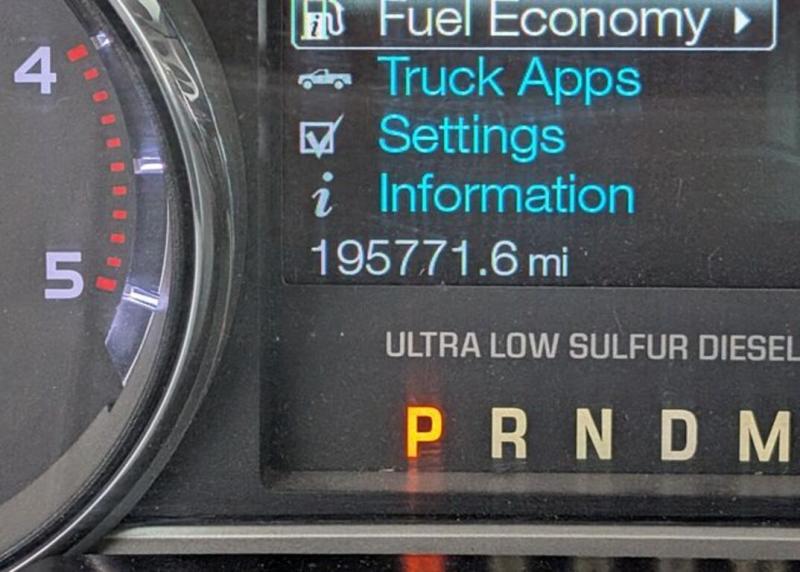 Fuel Economy
Truck Apps
Settings
Information
195771.6 mi
ULTRA LOW SULFUR DIESEL
P R N D M
4
5